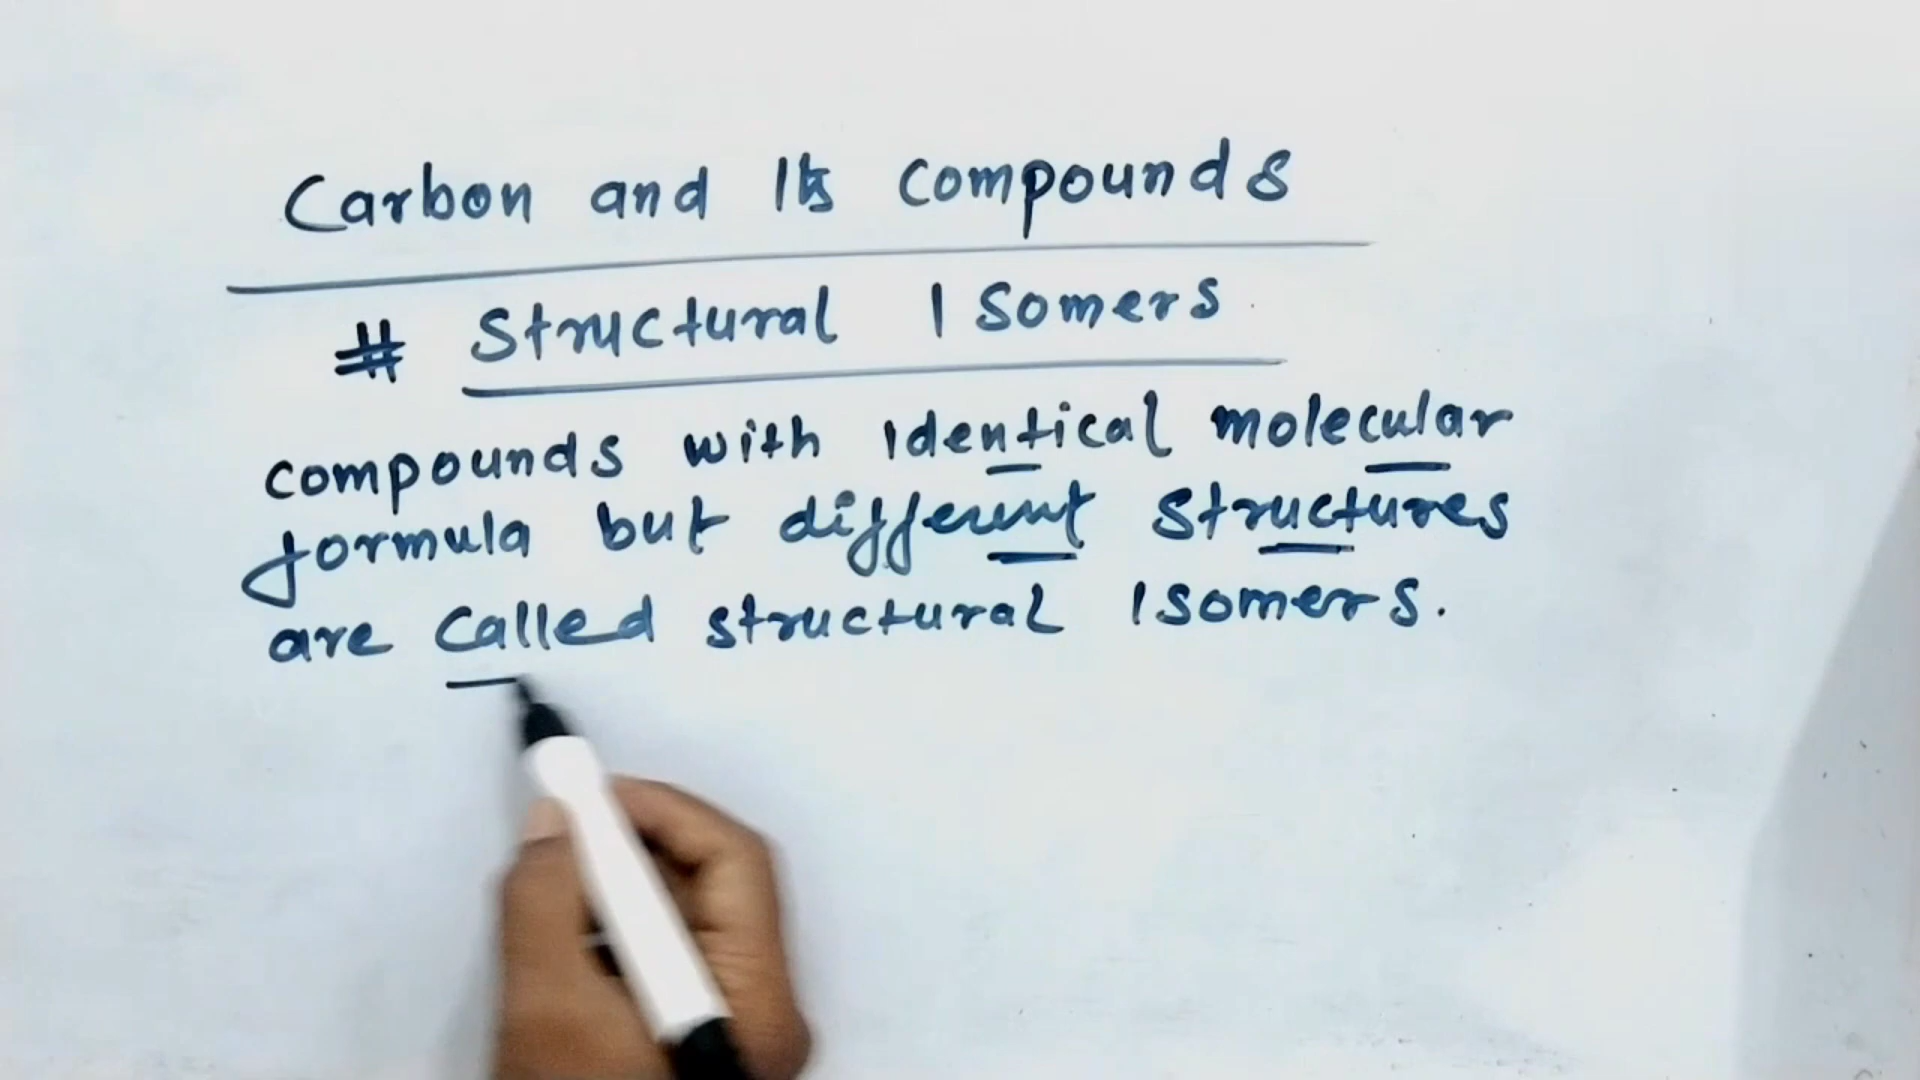 Carbon and Its Compounds
# Structural Isomers
compounds with identical molecular
formula but different structures
are called structural Isomers.